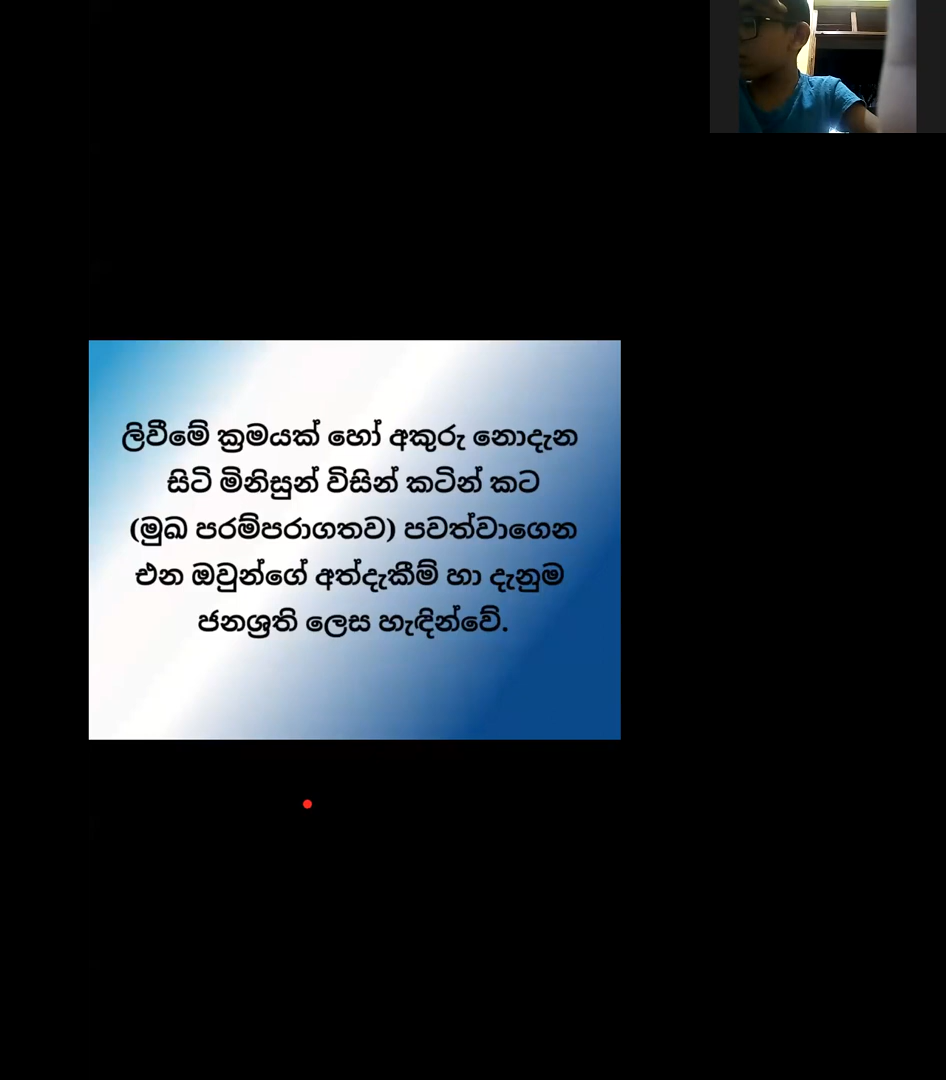 ලිවීමේ ක්‍රමයක් හෝ අකුරු නොදැන
සිටි මිනිසුන් විසින් කටින් කට
(මුඛ පරම්පරාගතව) පවත්වාගෙන
එන ඔවුන්ගේ අත්දැකීම් හා දැනුම
ජනශ්‍රැති ලෙස හැඳින්වේ.